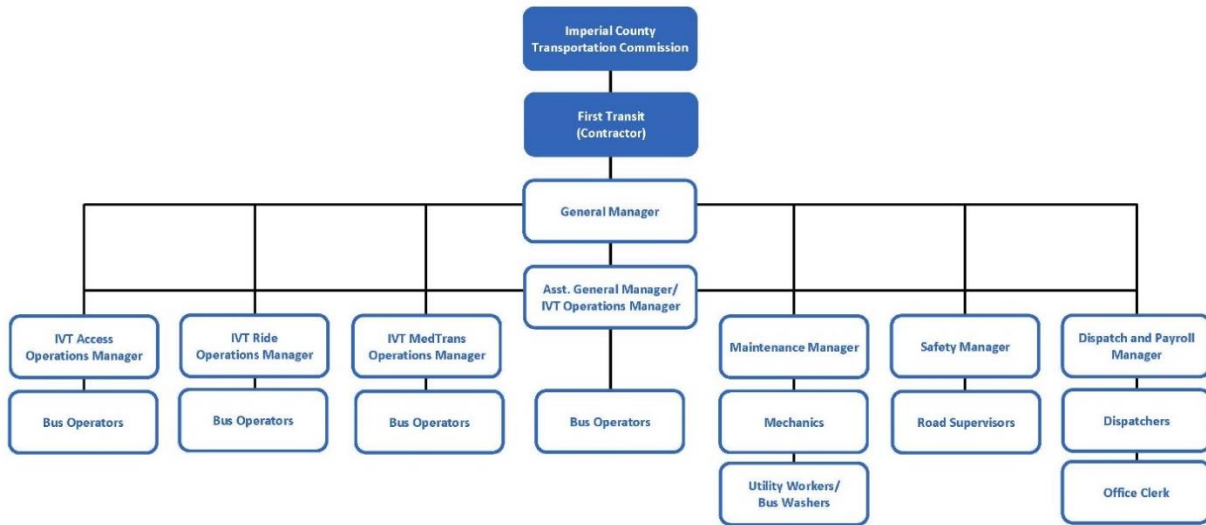 Imperial County
Transportation Commission
First Transit
(Contractor)
General Manager
Asst. General Manager/
IVT Operations Manager
IVT Access
Operations Manager
IVT Ride
Operations Manager
IVT MedTrans
Operations Manager
Maintenance Manager
Safety Manager
Dispatch and Payroll
Manager
Bus Operators
Bus Operators
Bus Operators
Bus Operators
Mechanics
Road Supervisors
Dispatchers
Utility Workers/
Bus Washers
Office Clerk